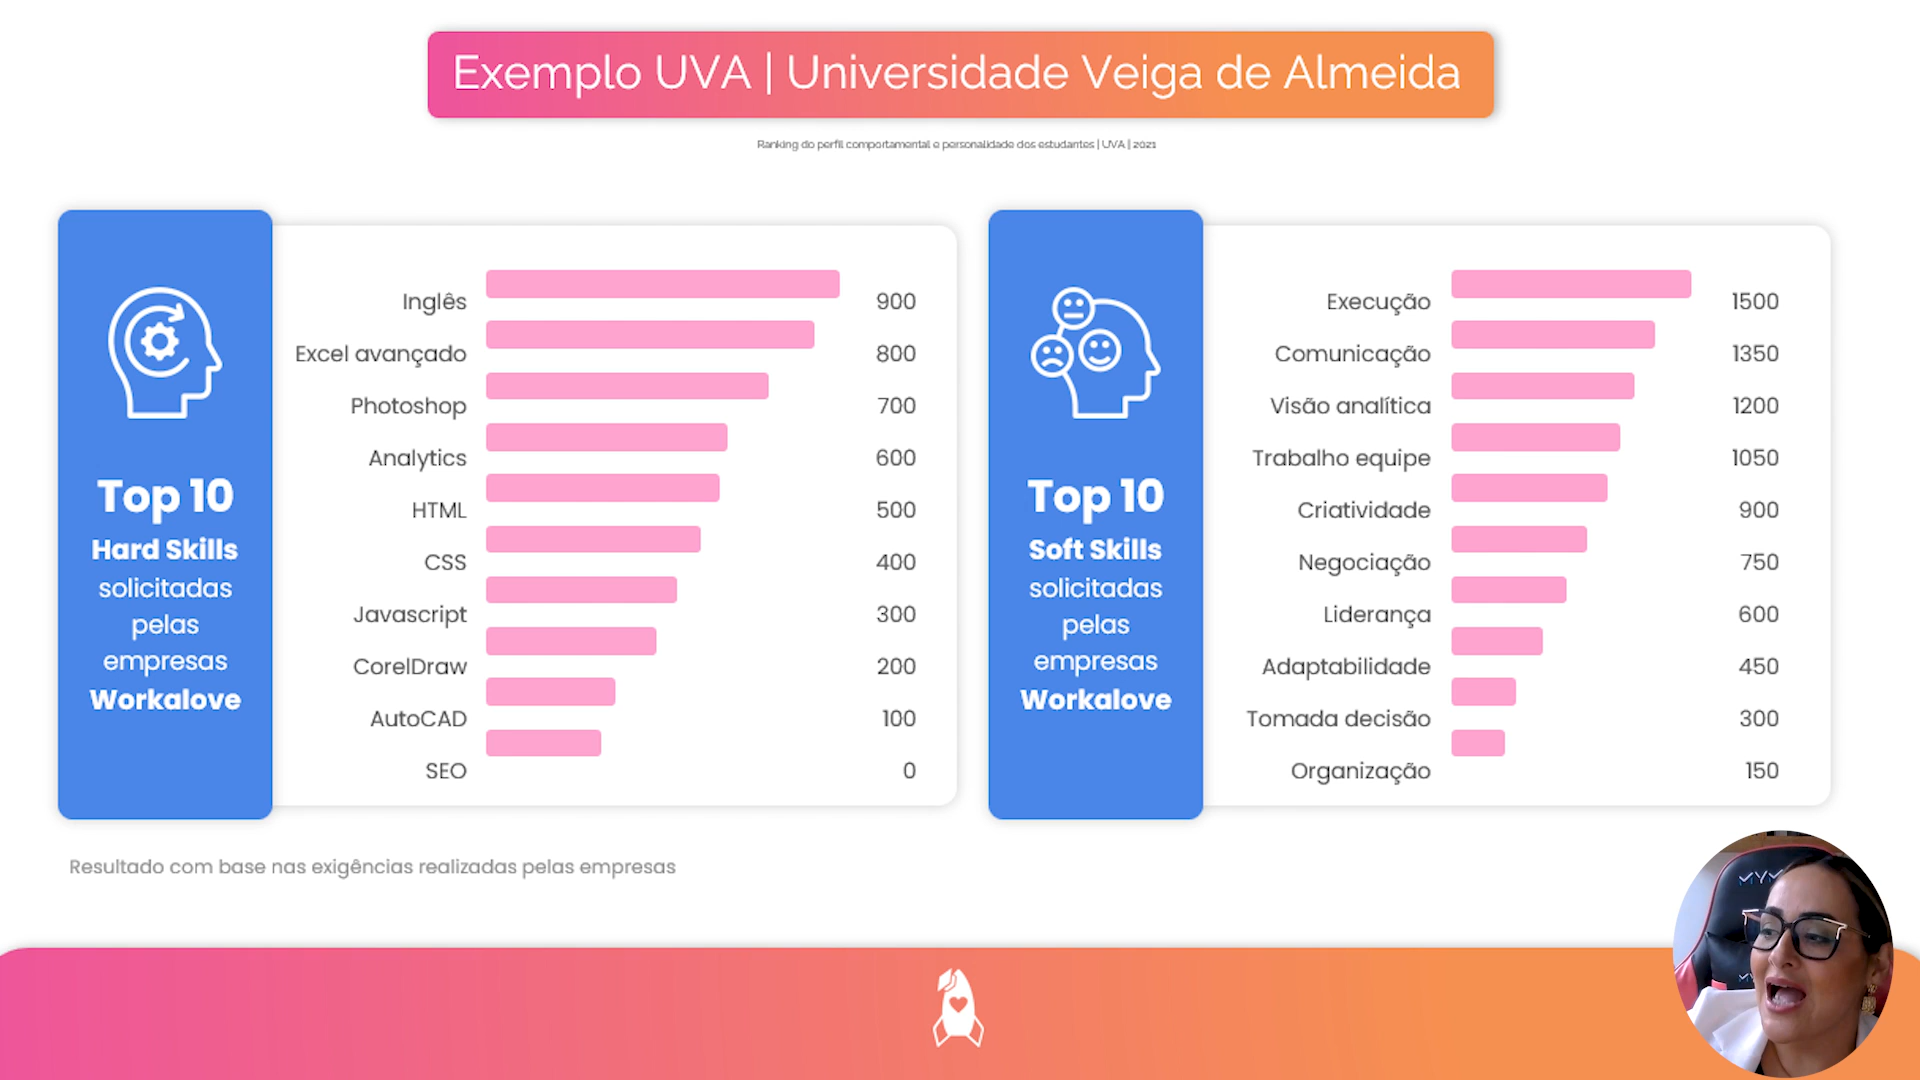 Exemplo UVA | Universidade Veiga de Almeida
Ranking do perfil comportamental e personalidade dos estudantes | UVA | 2021
Top 10
Hard Skills
solicitadas
pelas
empresas
Workalove
Inglês 900
Excel avançado 800
Photoshop 700
Analytics 600
HTML 500
CSS 400
Javascript 300
CorelDraw 200
AutoCAD 100
SEO 0
Top 10
Soft Skills
solicitadas
pelas
empresas
Workalove
Execução 1500
Comunicação 1350
Visão analítica 1200
Trabalho equipe 1050
Criatividade 900
Negociação 750
Liderança 600
Adaptabilidade 450
Tomada decisão 300
Organização 150
Resultado com base nas exigências realizadas pelas empresas